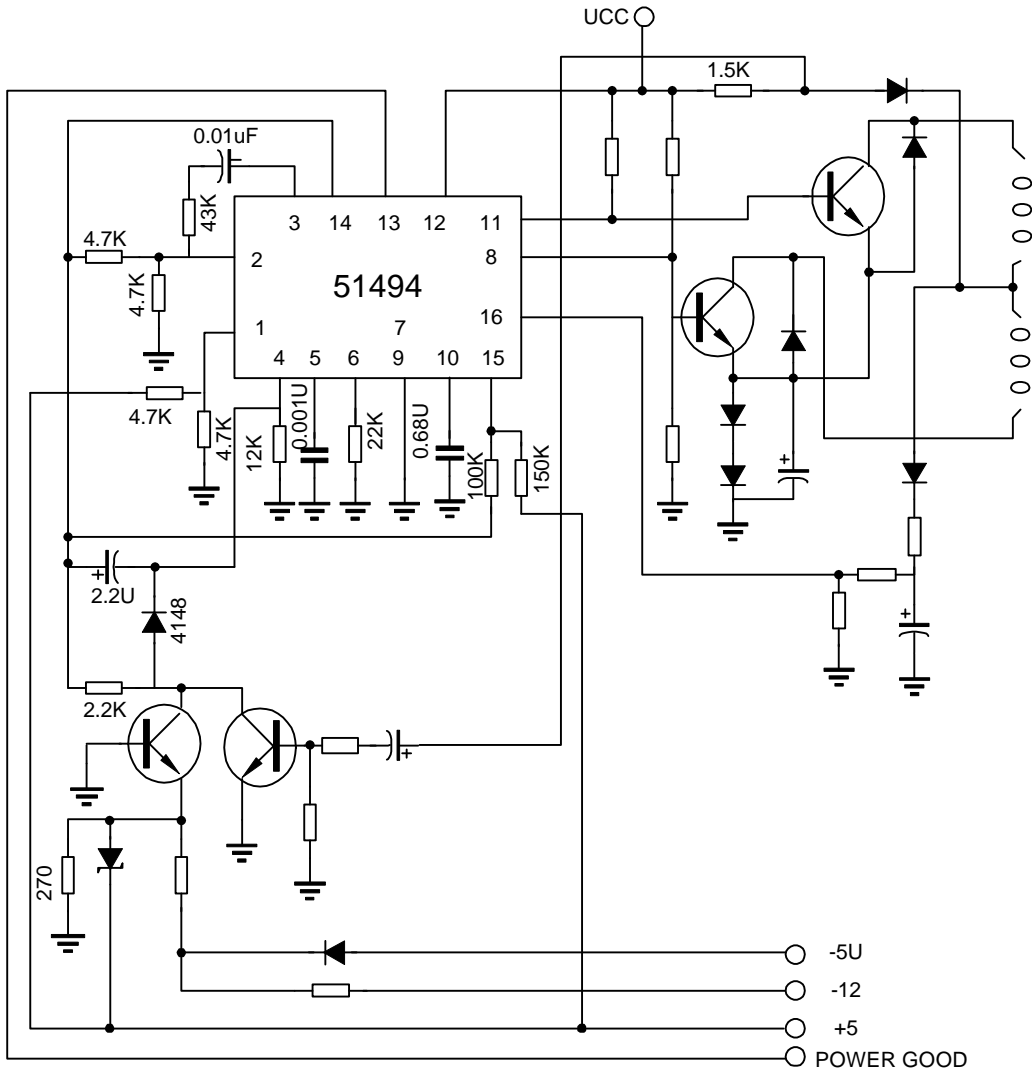 UCC
1.5K
0.01uF
43K
3 14 13 12 11
4.7K
2
8
4.7K
51494
16
1
7
4 5 6 9 10 15
4.7K
4.7K
12K
0.001U
22K
0.68U
100K
150K
2.2U
4148
2.2K
270
-5U
-12
+5
POWER GOOD